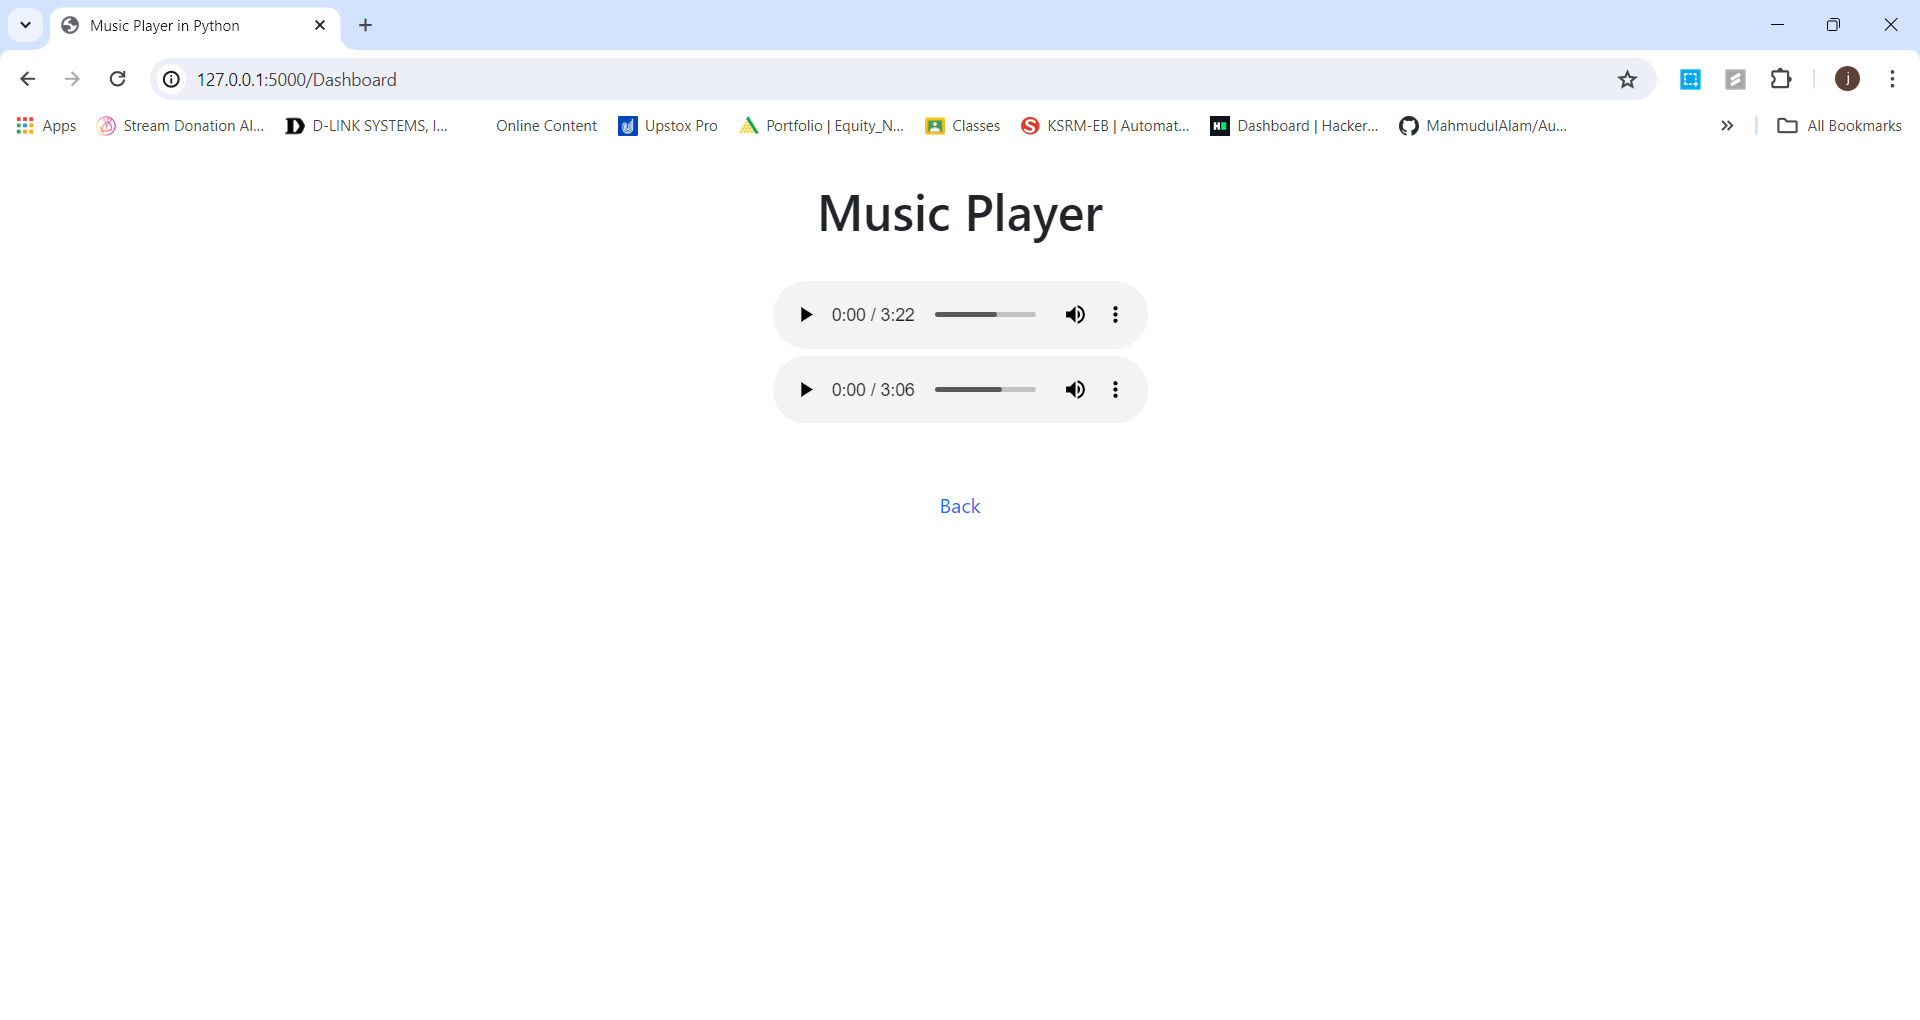 Music Player in Python
127.0.0.1:5000/Dashboard
j
Apps Stream Donation Al... D-LINK SYSTEMS, I... Online Content Upstox Pro Portfolio | Equity_N... Classes KSRM-EB | Automat... Dashboard | Hacker... MahmudulAlam/Au... All Bookmarks
Music Player
0:00 / 3:22
0:00 / 3:06
Back